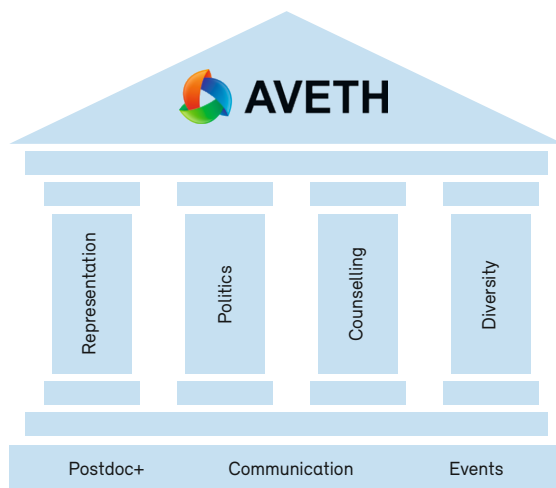 AVETH
Representation
Politics
Counselling
Diversity
Postdoc+ Communication Events